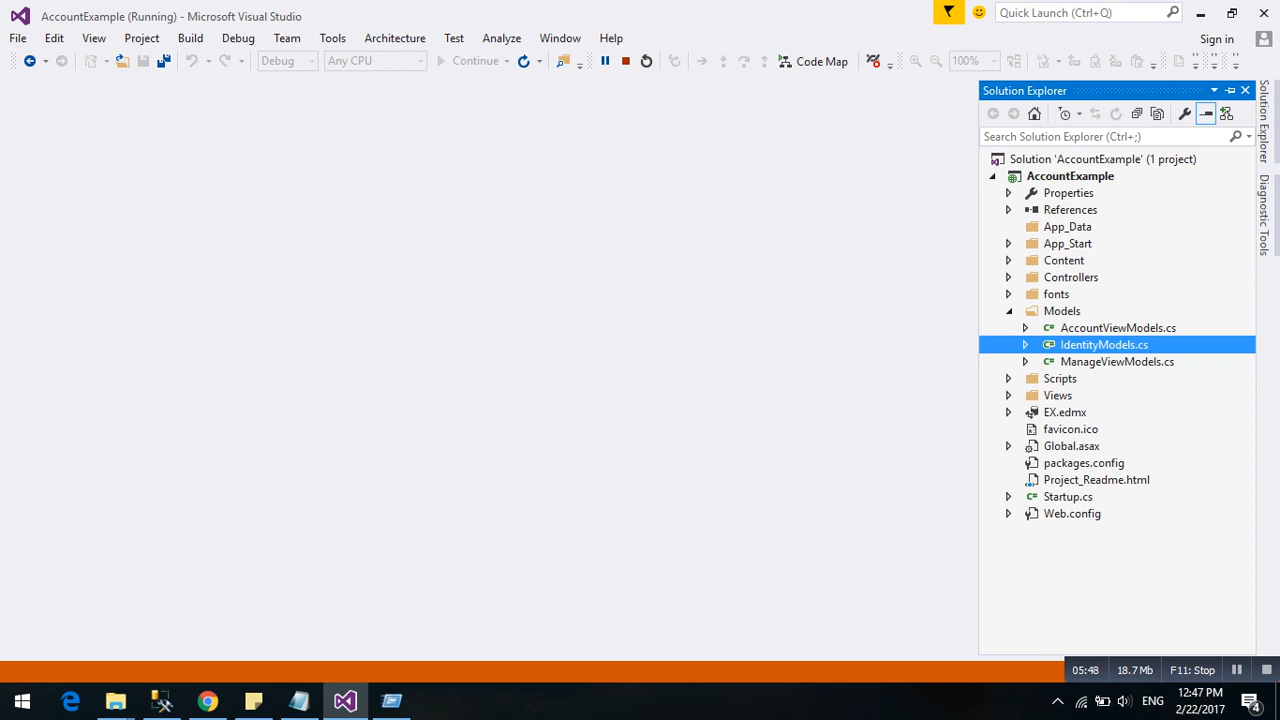 AccountExample (Running) - Microsoft Visual Studio
Quick Launch (Ctrl+Q)
File Edit View Project Build Debug Team Tools Architecture Test Analyze Window Help
Sign in
Debug Any CPU Continue 100% Code Map
Solution Explorer
Search Solution Explorer (Ctrl+;)
Solution 'AccountExample' (1 project)
AccountExample
Properties
References
App_Data
App_Start
Content
Controllers
fonts
Models
AccountViewModels.cs
IdentityModels.cs
ManageViewModels.cs
Scripts
Views
EX.edmx
favicon.ico
Global.asax
packages.config
Project_Readme.html
Startup.cs
Web.config
Solution Explorer
Diagnostic Tools
05:48 18.7 Mb F11: Stop
ENG
12:47 PM
2/22/2017
4